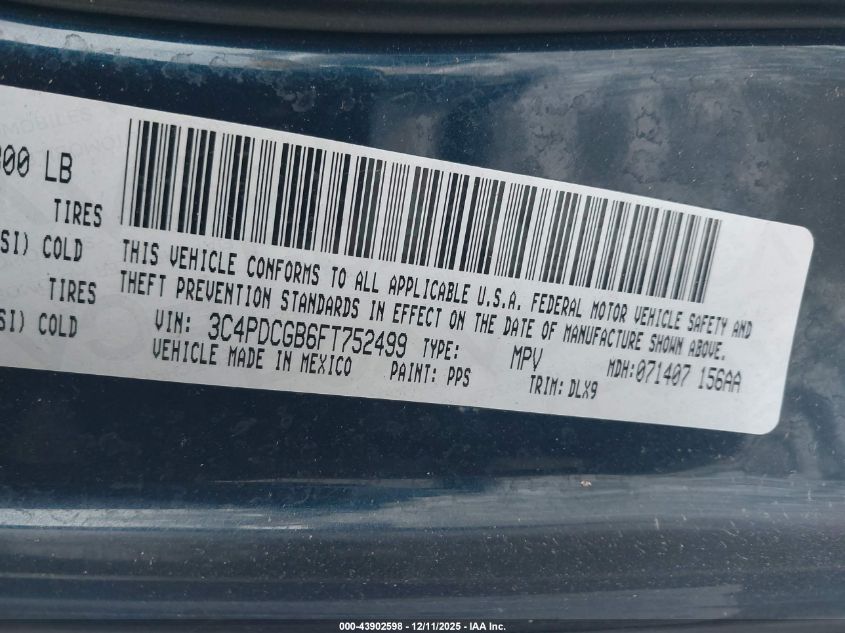 300 LB
TIRES
SI) COLD
TIRES
SI) COLD
THIS VEHICLE CONFORMS TO ALL APPLICABLE U.S.A. FEDERAL MOTOR VEHICLE SAFETY AND
THEFT PREVENTION STANDARDS IN EFFECT ON THE DATE OF MANUFACTURE SHOWN ABOVE.
VIN: 3C4PDCGB6FT752499 TYPE: MPV MDH:071407 156AA
VEHICLE MADE IN MEXICO PAINT: PPS TRIM: DLX9
000-43902598 - 12/11/2025 - IAA Inc.